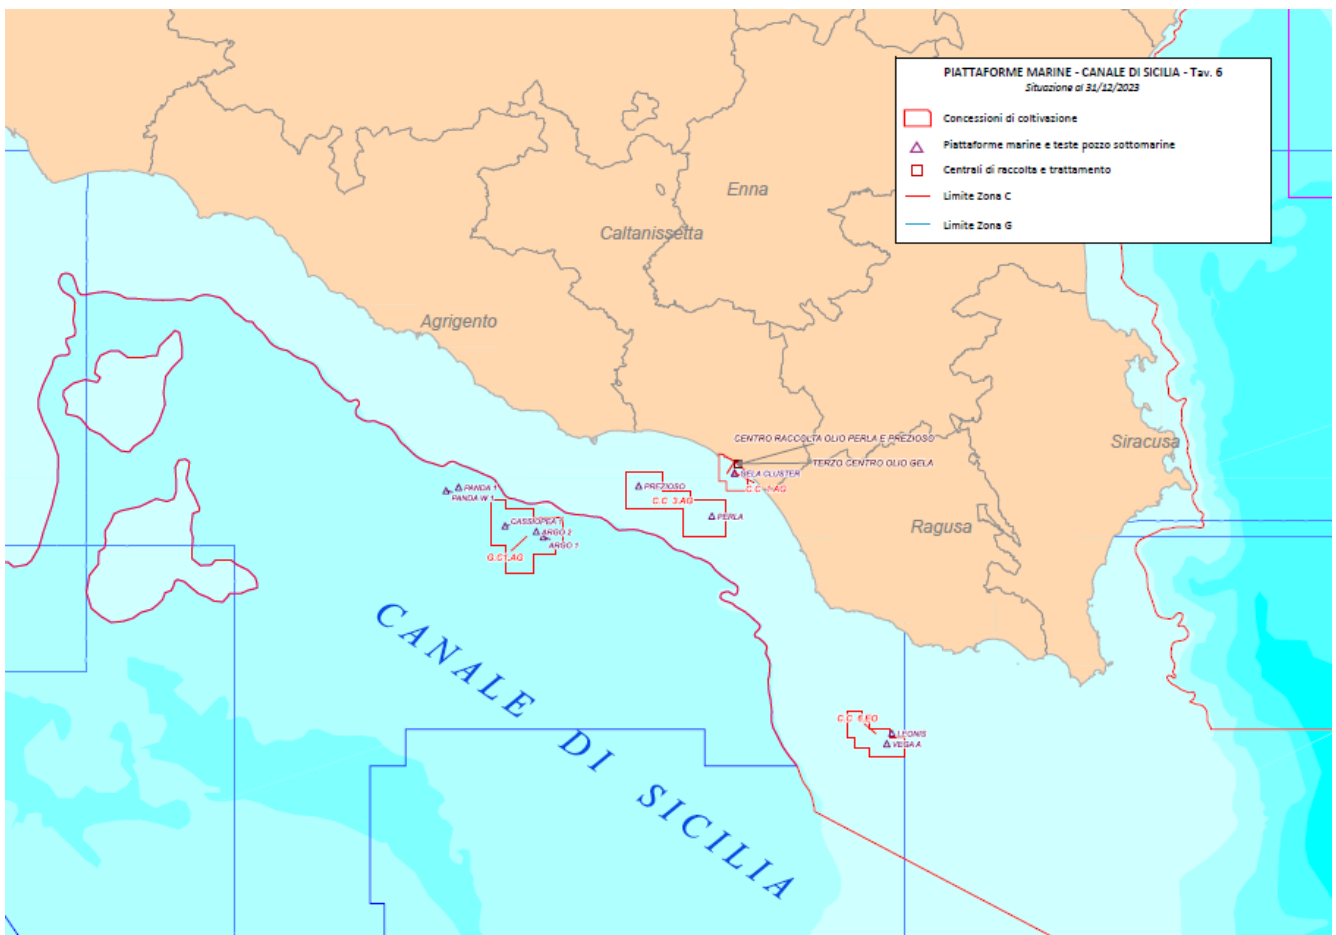 PIATTAFORME MARINE - CANALE DI SICILIA - Tav. 6
Situazione al 31/12/2023
Concessioni di coltivazione
Piattaforme marine e teste pozzo sottomarine
Centrali di raccolta e trattamento
Limite Zona C
Limite Zona G
Enna
Caltanissetta
Agrigento
Siracusa
Ragusa
CENTRO RACCOLTA OLIO PERLA E PREZIOSO
TERZO CENTRO OLIO GELA
GELA CLUSTER
C.C 1 AG
PREZIOSO
C.C 3.AG
PERLA
PANDA 1
PANDA W 1
CASSIOPEA 1
ARGO 2
ARGO 1
G.C1.AG
C.C 6.EO
LEONIS
VEGA A
CANALE DI SICILIA